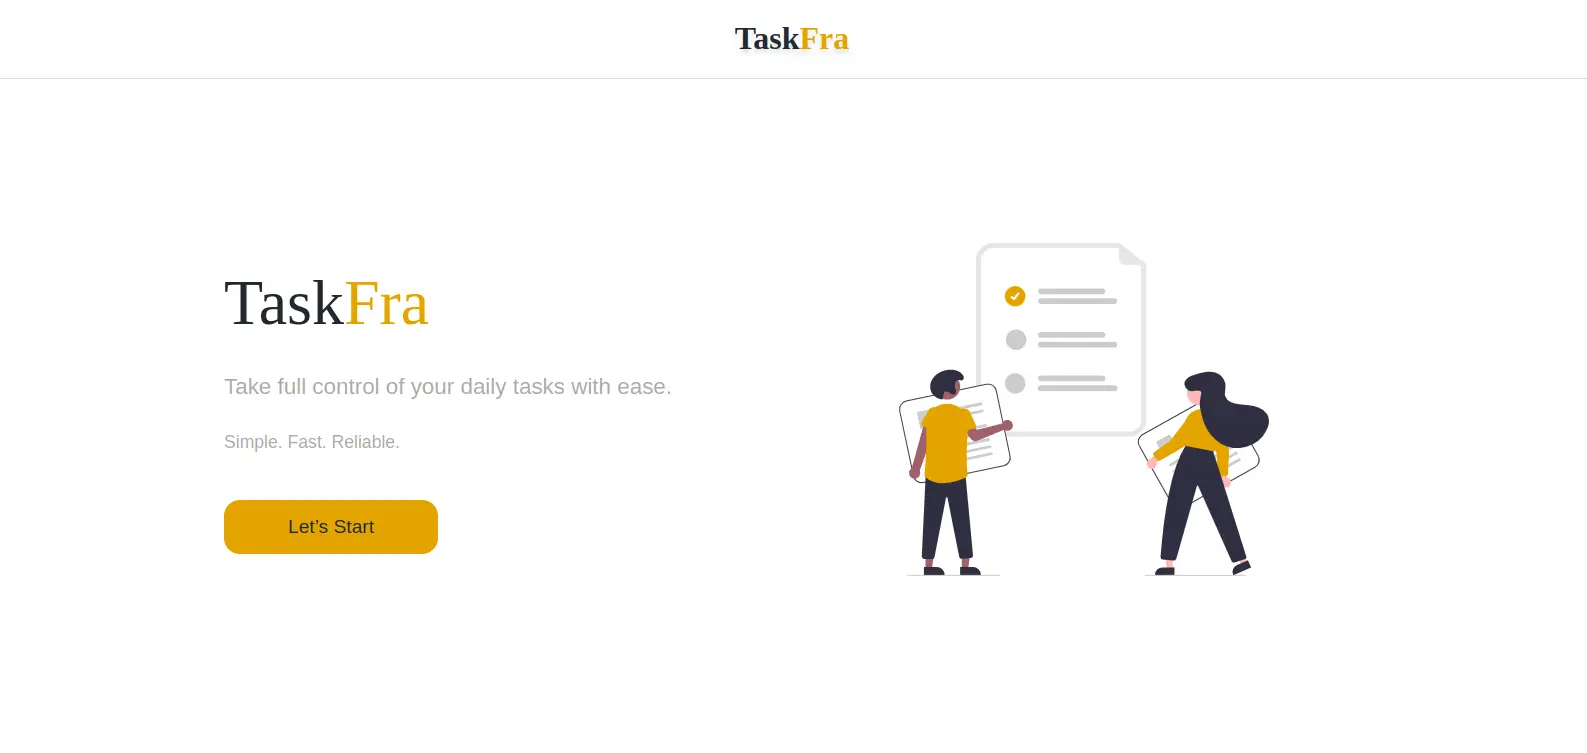 TaskFra
TaskFra
Take full control of your daily tasks with ease.
Simple. Fast. Reliable.
Let’s Start